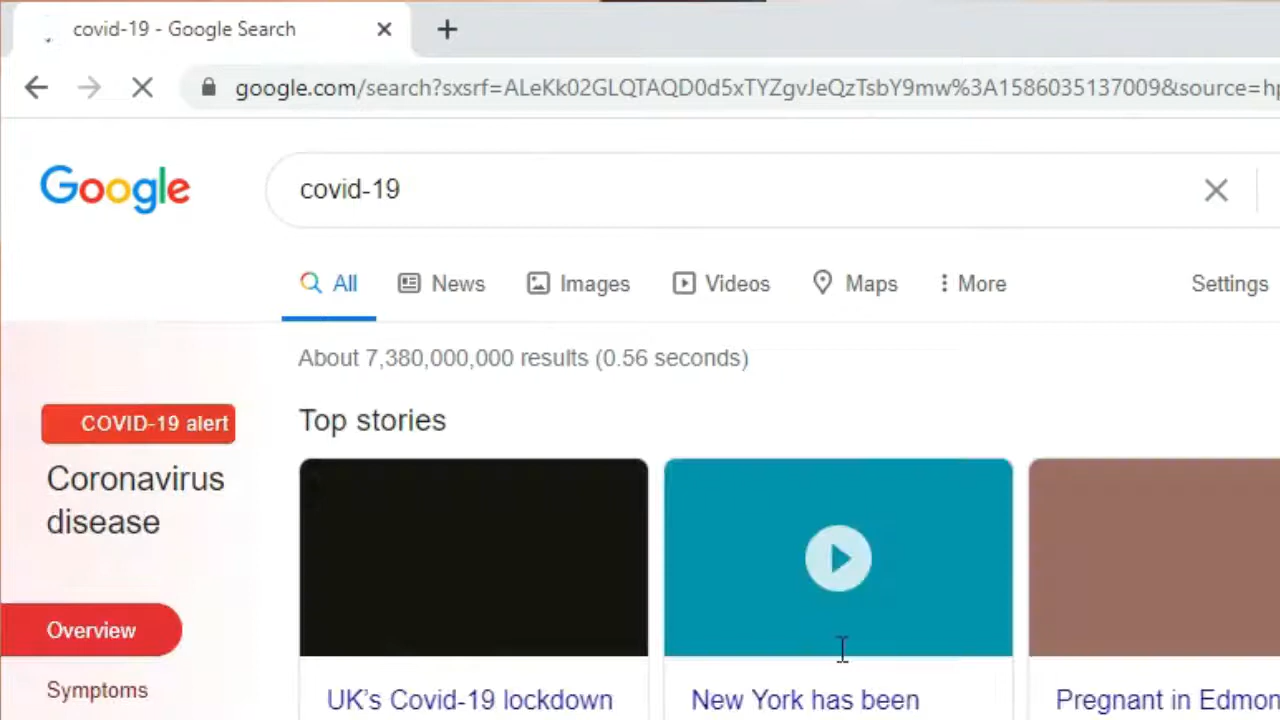 covid-19 - Google Search
google.com/search?sxsrf=ALeKk02GLQTAQD0d5xTYZgvJeQzTsbY9mw%3A1586035137009&source=hp
Google
covid-19
All News Images Videos Maps More Settings
About 7,380,000,000 results (0.56 seconds)
COVID-19 alert
Top stories
Coronavirus
disease
Overview
Symptoms
UK’s Covid-19 lockdown
New York has been
Pregnant in Edmon